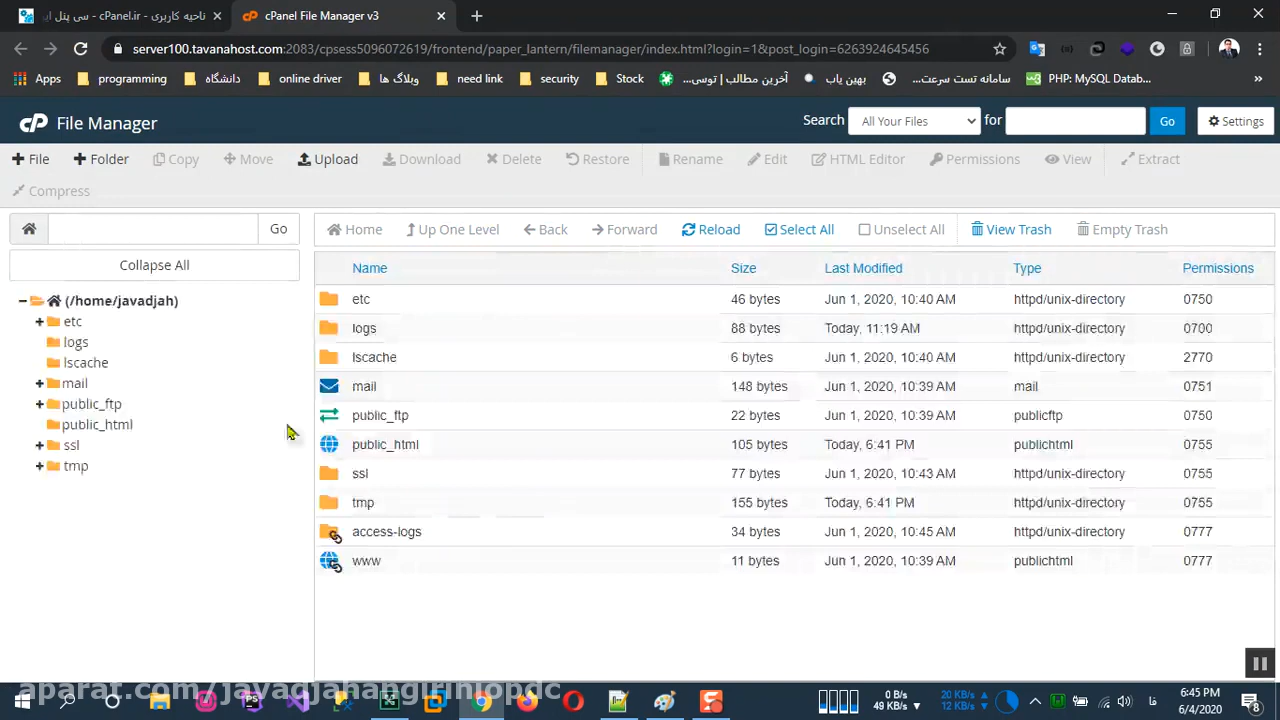 ناحیه کاربری - cPanel.ir - سی پنل ایر
cPanel File Manager v3
server100.tavanahost.com:2083/cpsess5096072619/frontend/paper_lantern/filemanager/index.html?login=1&post_login=6263924645456
Apps programming دانشگاه online driver وبلاگ ها need link security Stock آخرین مطالب | توسی... بهین یاب سامانه تست سرعت... PHP: MySQL Datab... »
cP File Manager Search All Your Files for Go Settings
File Folder Copy Move Upload Download Delete Restore Rename Edit HTML Editor Permissions View Extract
Compress
Go Home Up One Level Back Forward Reload Select All Unselect All View Trash Empty Trash
Collapse All
Name Size Last Modified Type Permissions
(/home/javadjah)
etc
logs
lscache
mail
public_ftp
public_html
ssl
tmp
etc 46 bytes Jun 1, 2020, 10:40 AM httpd/unix-directory 0750
logs 88 bytes Today, 11:19 AM httpd/unix-directory 0700
lscache 6 bytes Jun 1, 2020, 10:40 AM httpd/unix-directory 2770
mail 148 bytes Jun 1, 2020, 10:39 AM mail 0751
public_ftp 22 bytes Jun 1, 2020, 10:39 AM publicftp 0750
public_html 105 bytes Today, 6:41 PM publichtml 0755
ssl 77 bytes Jun 1, 2020, 10:43 AM httpd/unix-directory 0755
tmp 155 bytes Today, 6:41 PM httpd/unix-directory 0755
access-logs 34 bytes Jun 1, 2020, 10:45 AM httpd/unix-directory 0777
www 11 bytes Jun 1, 2020, 10:39 AM publichtml 0777
aparat.com/javadjahangiriniopdc
0 B/s 20 KB/s فا 6:45 PM
49 KB/s 12 KB/s 6/4/2020 8